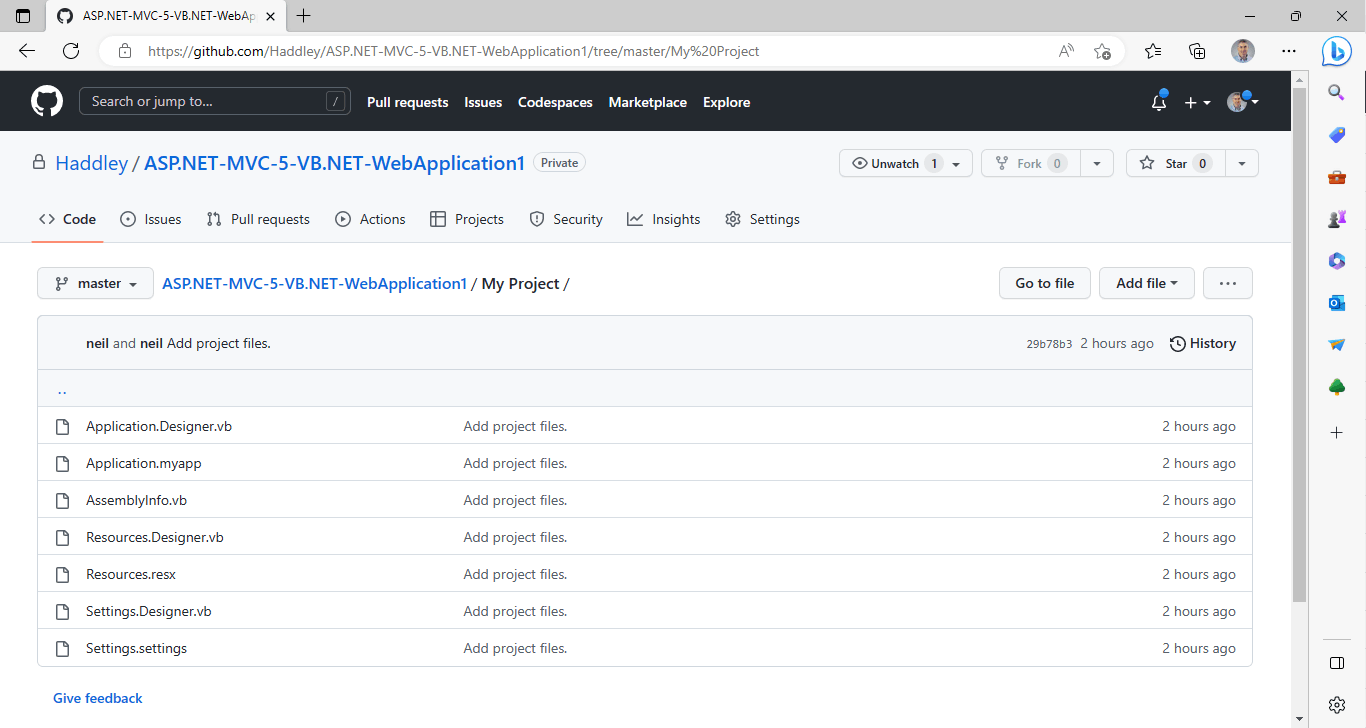 ASP.NET-MVC-5-VB.NET-WebAp
https://github.com/Haddley/ASP.NET-MVC-5-VB.NET-WebApplication1/tree/master/My%20Project
Search or jump to... / Pull requests Issues Codespaces Marketplace Explore
Haddley / ASP.NET-MVC-5-VB.NET-WebApplication1 Private Unwatch 1 Fork 0 Star 0
Code Issues Pull requests Actions Projects Security Insights Settings
master ASP.NET-MVC-5-VB.NET-WebApplication1 / My Project / Go to file Add file ...
neil and neil Add project files. 29b78b3 2 hours ago History
..
Application.Designer.vb Add project files. 2 hours ago
Application.myapp Add project files. 2 hours ago
AssemblyInfo.vb Add project files. 2 hours ago
Resources.Designer.vb Add project files. 2 hours ago
Resources.resx Add project files. 2 hours ago
Settings.Designer.vb Add project files. 2 hours ago
Settings.settings Add project files. 2 hours ago
Give feedback